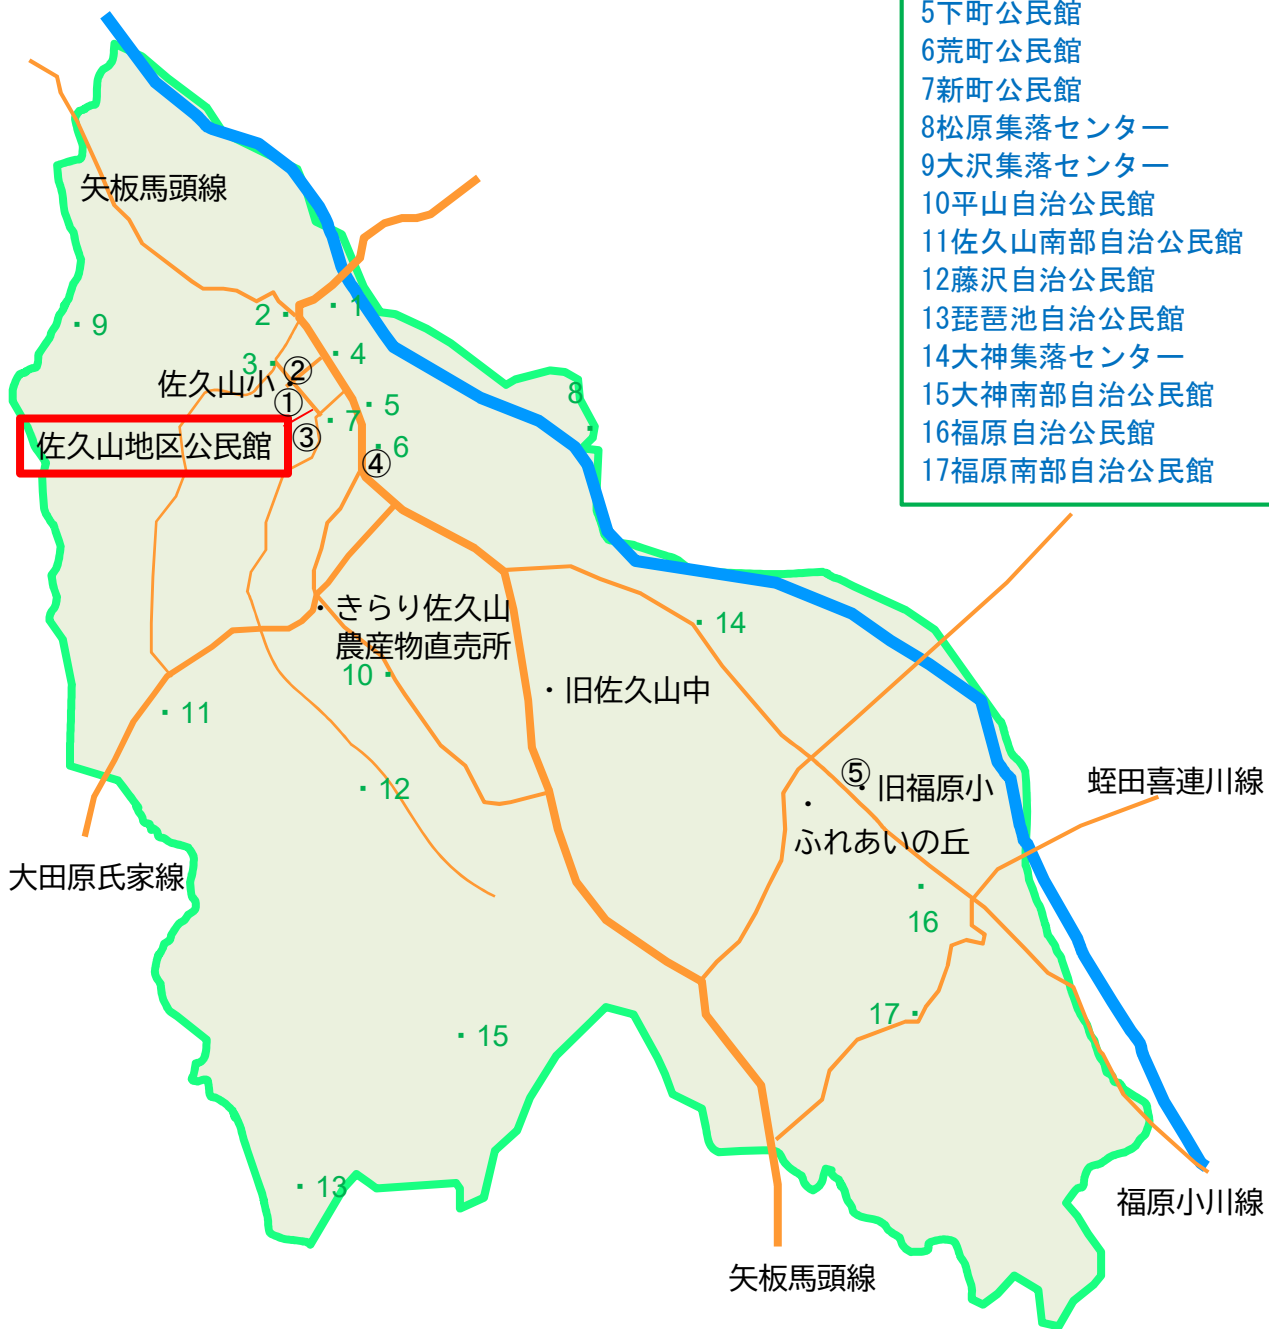 5下町公民館
6荒町公民館
7新町公民館
8松原集落センター
9大沢集落センター
10平山自治公民館
11佐久山南部自治公民館
12藤沢自治公民館
13琵琶池自治公民館
14大神集落センター
15大神南部自治公民館
16福原自治公民館
17福原南部自治公民館
矢板馬頭線
1
2
9
4
3
②
佐久山小
8
①
5
7
③
6
佐久山地区公民館
④
きらり佐久山
農産物直売所
14
10
旧佐久山中
11
⑤
旧福原小
蛭田喜連川線
12
ふれあいの丘
大田原氏家線
16
17
15
13
福原小川線
矢板馬頭線